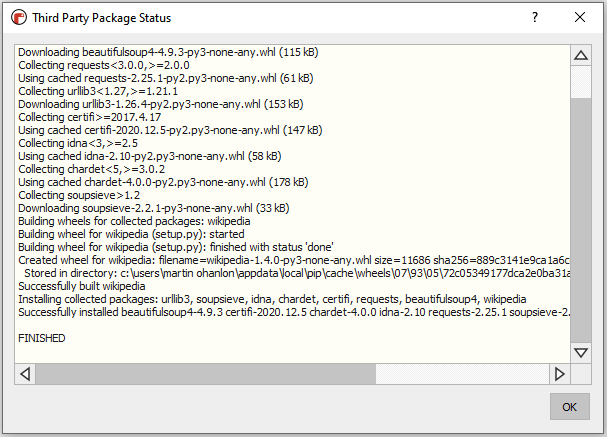 Third Party Package Status
Downloading beautifulsoup4-4.9.3-py3-none-any.whl (115 kB)
Collecting requests<3.0.0,>=2.0.0
Using cached requests-2.25.1-py2.py3-none-any.whl (61 kB)
Collecting urllib3<1.27,>=1.21.1
Downloading urllib3-1.26.4-py2.py3-none-any.whl (153 kB)
Collecting certifi>=2017.4.17
Using cached certifi-2020.12.5-py2.py3-none-any.whl (147 kB)
Collecting idna<3,>=2.5
Using cached idna-2.10-py2.py3-none-any.whl (58 kB)
Collecting chardet<5,>=3.0.2
Using cached chardet-4.0.0-py2.py3-none-any.whl (178 kB)
Collecting soupsieve>1.2
Downloading soupsieve-2.2.1-py3-none-any.whl (33 kB)
Building wheels for collected packages: wikipedia
Building wheel for wikipedia (setup.py): started
Building wheel for wikipedia (setup.py): finished with status 'done'
Created wheel for wikipedia: filename=wikipedia-1.4.0-py3-none-any.whl size=11686 sha256=889c3141e9ca1a6c
Stored in directory: c:\users\martin ohanlon\appdata\local\pip\cache\wheels\07\93\05\72c05349177dca2e0ba31a
Successfully built wikipedia
Installing collected packages: urllib3, soupsieve, idna, chardet, certifi, requests, beautifulsoup4, wikipedia
Successfully installed beautifulsoup4-4.9.3 certifi-2020.12.5 chardet-4.0.0 idna-2.10 requests-2.25.1 soupsieve-2.
FINISHED
OK